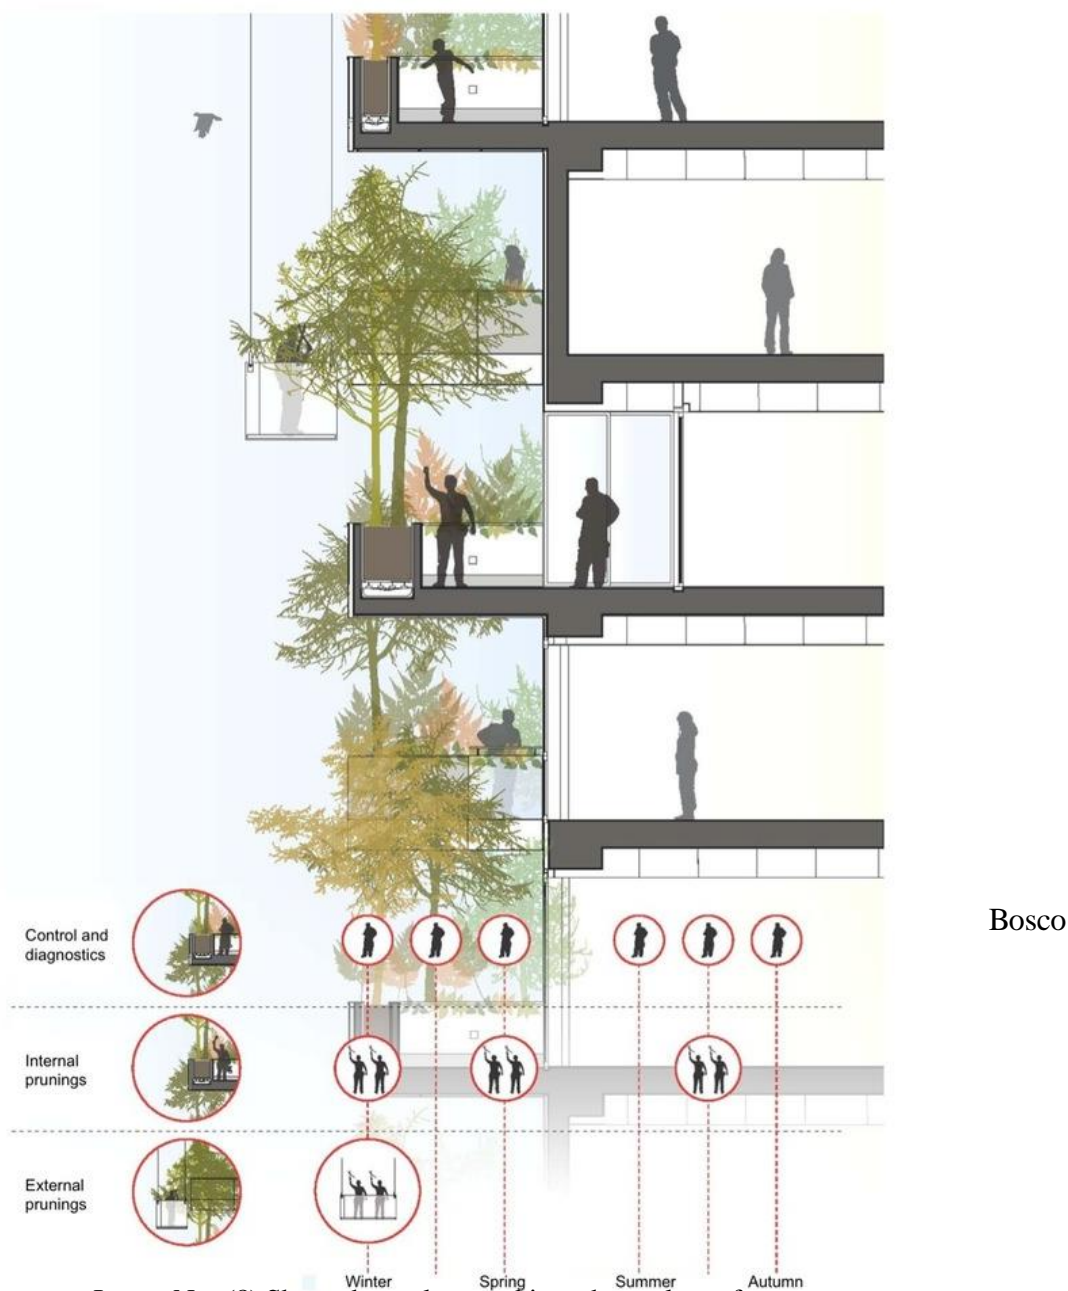 Control and
diagnostics
Bosco
Internal
prunings
External
prunings
Winter Spring Summer Autumn